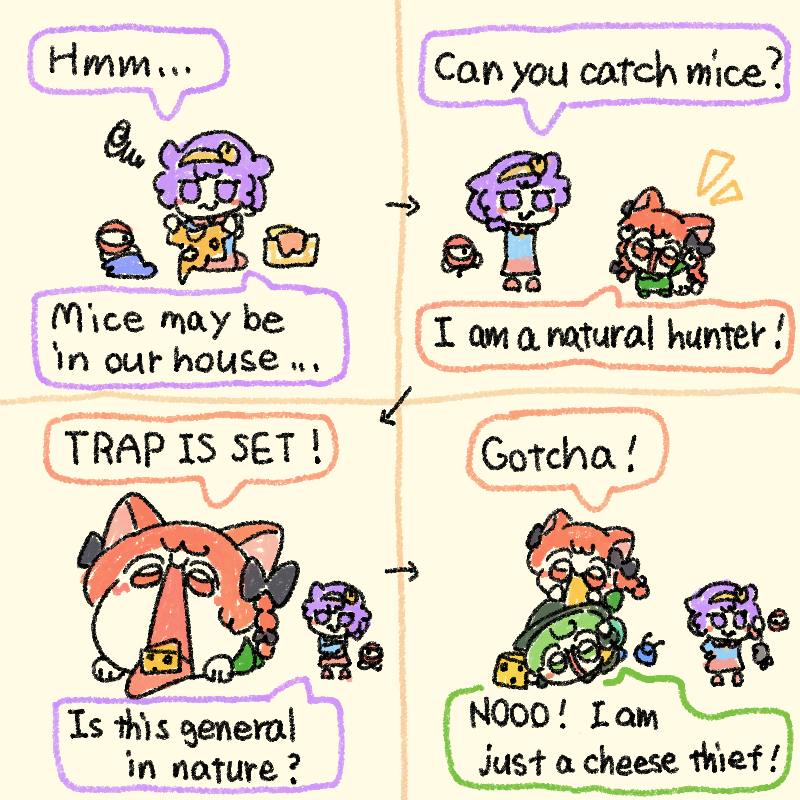 Hmm...
Mice may be
in our house...
Can you catch mice?
I am a natural hunter!
TRAP IS SET!
Is this general
in nature?
Gotcha!
NOOO! I am
just a cheese thief!